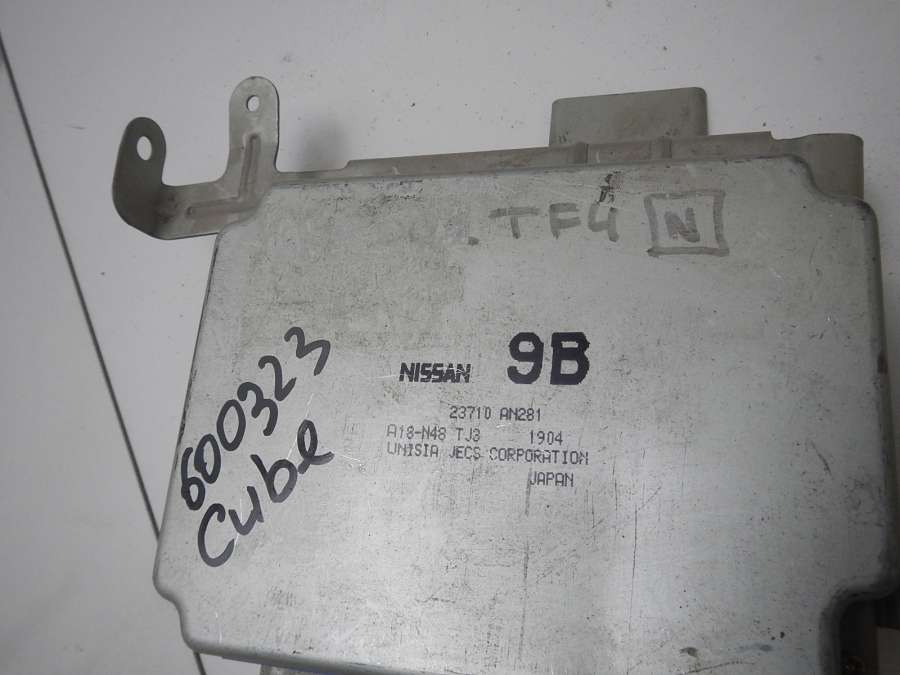 TF4 N
NISSAN 9B
23710 AN281
A18-N48 TJ3 1904
UNISIA JECS CORPORATION
JAPAN
600323
Cube